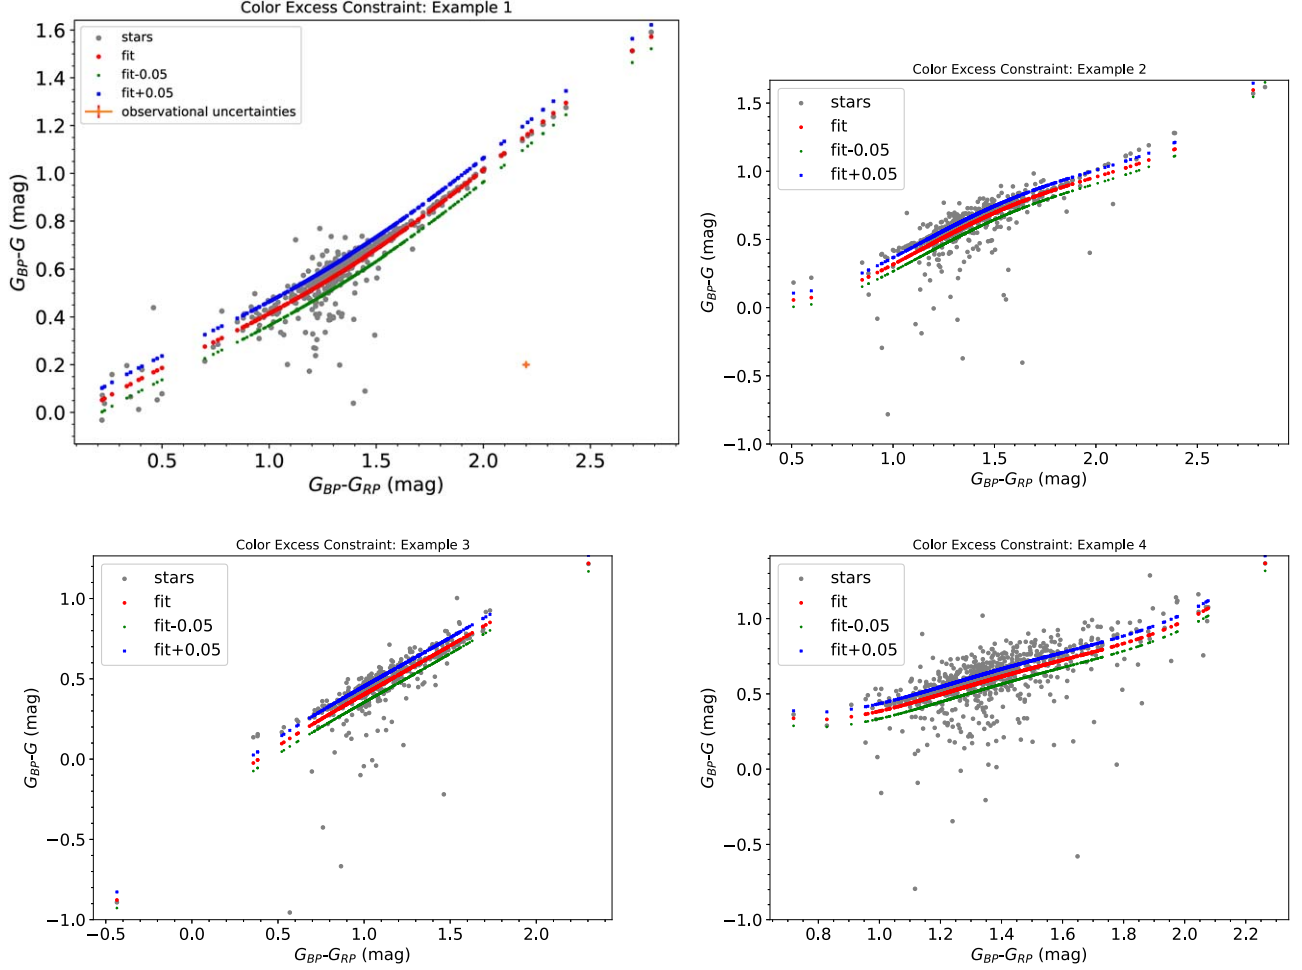 Color Excess Constraint: Example 1
stars
fit
fit-0.05
fit+0.05
observational uncertainties
1.6
1.4
1.2
1.0
0.8
0.6
0.4
0.2
0.0
G_BP-G (mag)
0.5 1.0 1.5 2.0 2.5
G_BP-G_RP (mag)
Color Excess Constraint: Example 2
stars
fit
fit-0.05
fit+0.05
1.5
1.0
0.5
0.0
−0.5
−1.0
G_BP-G (mag)
0.5 1.0 1.5 2.0 2.5
G_BP-G_RP (mag)
Color Excess Constraint: Example 3
stars
fit
fit-0.05
fit+0.05
1.0
0.5
0.0
−0.5
−1.0
G_BP-G (mag)
−0.5 0.0 0.5 1.0 1.5 2.0
G_BP-G_RP (mag)
Color Excess Constraint: Example 4
stars
fit
fit-0.05
fit+0.05
1.0
0.5
0.0
−0.5
−1.0
G_BP-G (mag)
0.8 1.0 1.2 1.4 1.6 1.8 2.0 2.2
G_BP-G_RP (mag)